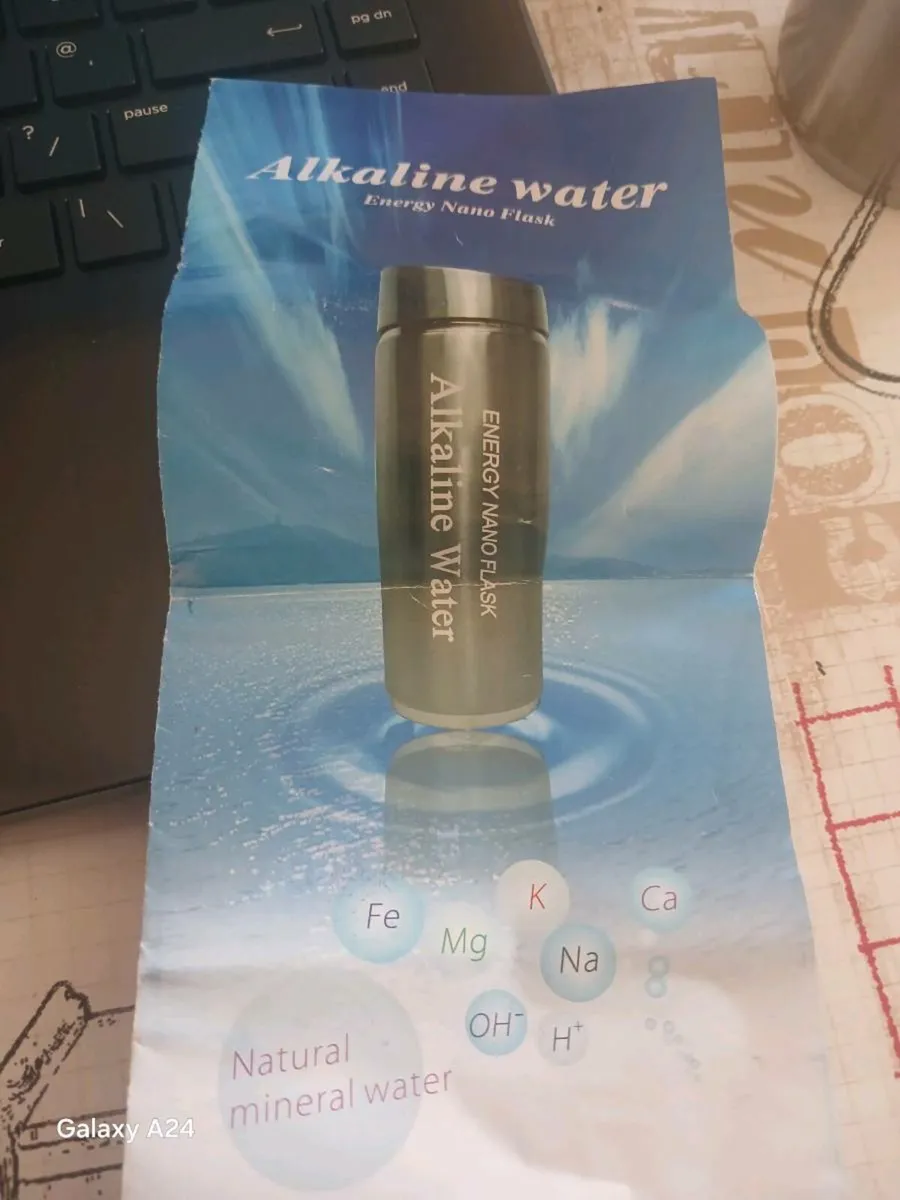 pg dn
@
,
end
pause
?
/
|
\
Alkaline water
Energy Nano Flask
Alkaline Water
ENERGY NANO FLASK
Fe
K
Ca
Mg
Na
OH⁻
H⁺
Natural
mineral water
Galaxy A24